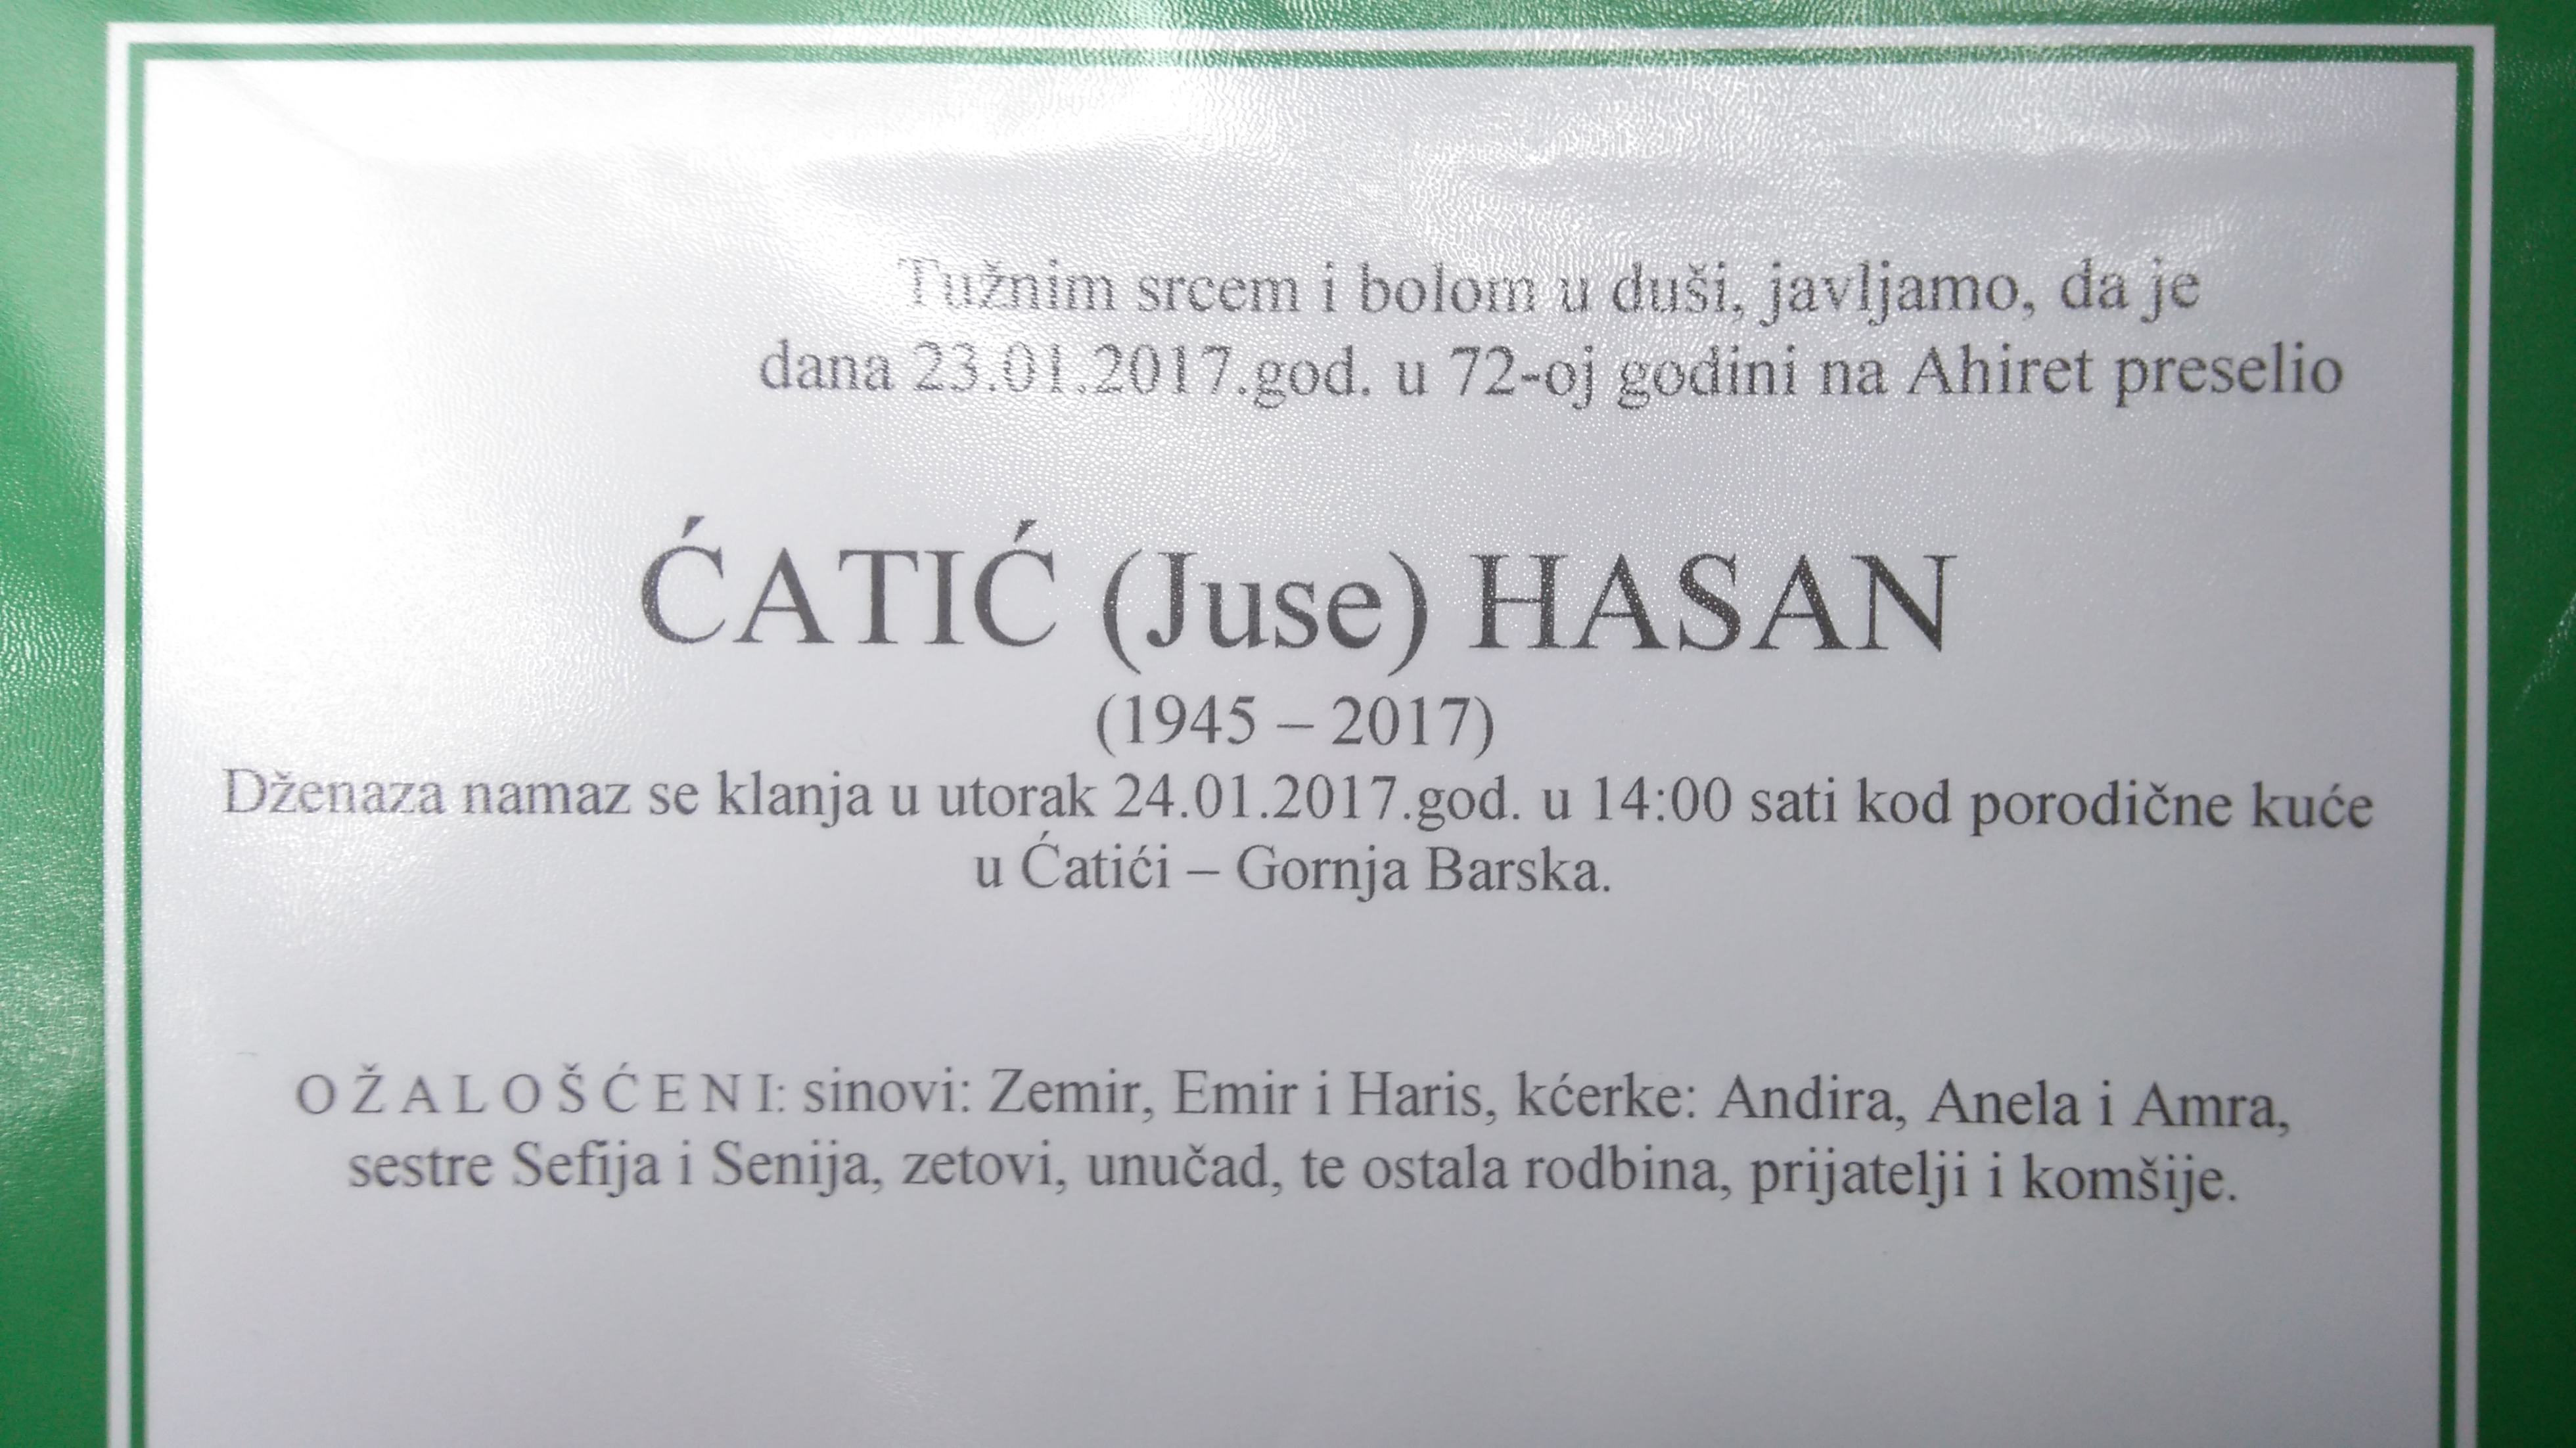 Tužnim srcem i bolom u duši, javljamo, da je
dana 23.01.2017.god. u 72-oj godini na Ahiret preselio
ĆATIĆ (Juse) HASAN
(1945 – 2017)
Dženaza namaz se klanja u utorak 24.01.2017.god. u 14:00 sati kod porodične kuće
u Ćatići – Gornja Barska.
O Ž A L O Š Ć E N I: sinovi: Zemir, Emir i Haris, kćerke: Andira, Anela i Amra,
sestre Sefija i Senija, zetovi, unučad, te ostala rodbina, prijatelji i komšije.